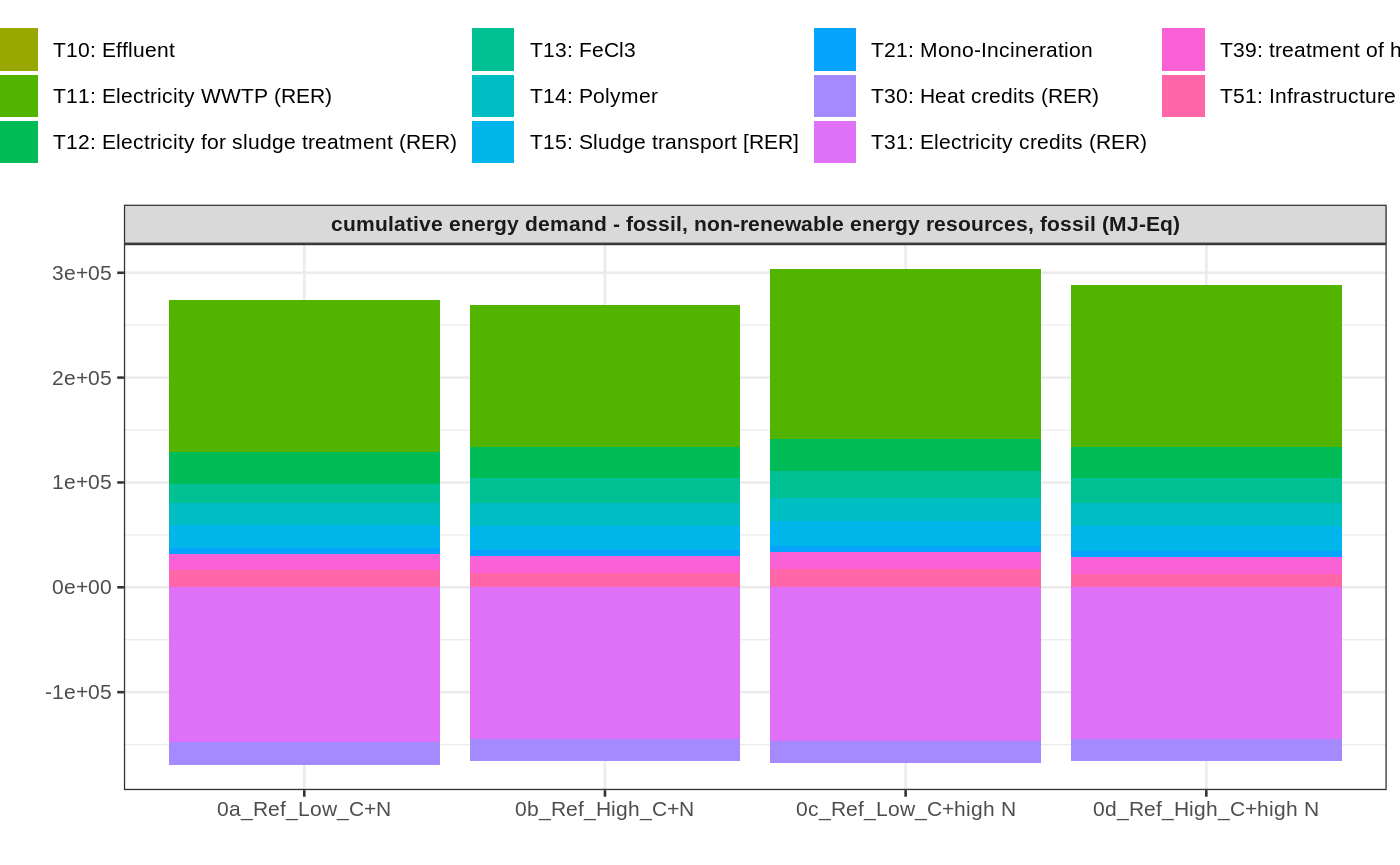 T10: Effluent
T11: Electricity WWTP (RER)
T12: Electricity for sludge treatment (RER)
T13: FeCl3
T14: Polymer
T15: Sludge transport [RER]
T21: Mono-Incineration
T30: Heat credits (RER)
T31: Electricity credits (RER)
T39: treatment of
T51: Infrastructure
cumulative energy demand - fossil, non-renewable energy resources, fossil (MJ-Eq)
3e+05
2e+05
1e+05
0e+00
-1e+05
0a_Ref_Low_C+N
0b_Ref_High_C+N
0c_Ref_Low_C+high N
0d_Ref_High_C+high N